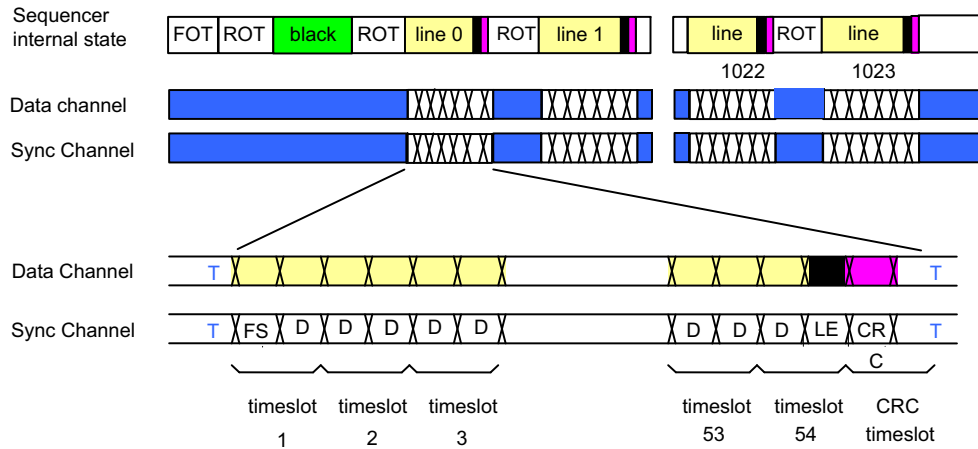 Sequencer
internal state
FOT ROT black ROT line 0 ROT line 1 line ROT line
1022 1023
Data channel
Sync Channel
Data Channel
T T
Sync Channel
T FS D D D D D D D D LE CR T
C
timeslot timeslot timeslot timeslot timeslot CRC
1 2 3 53 54 timeslot